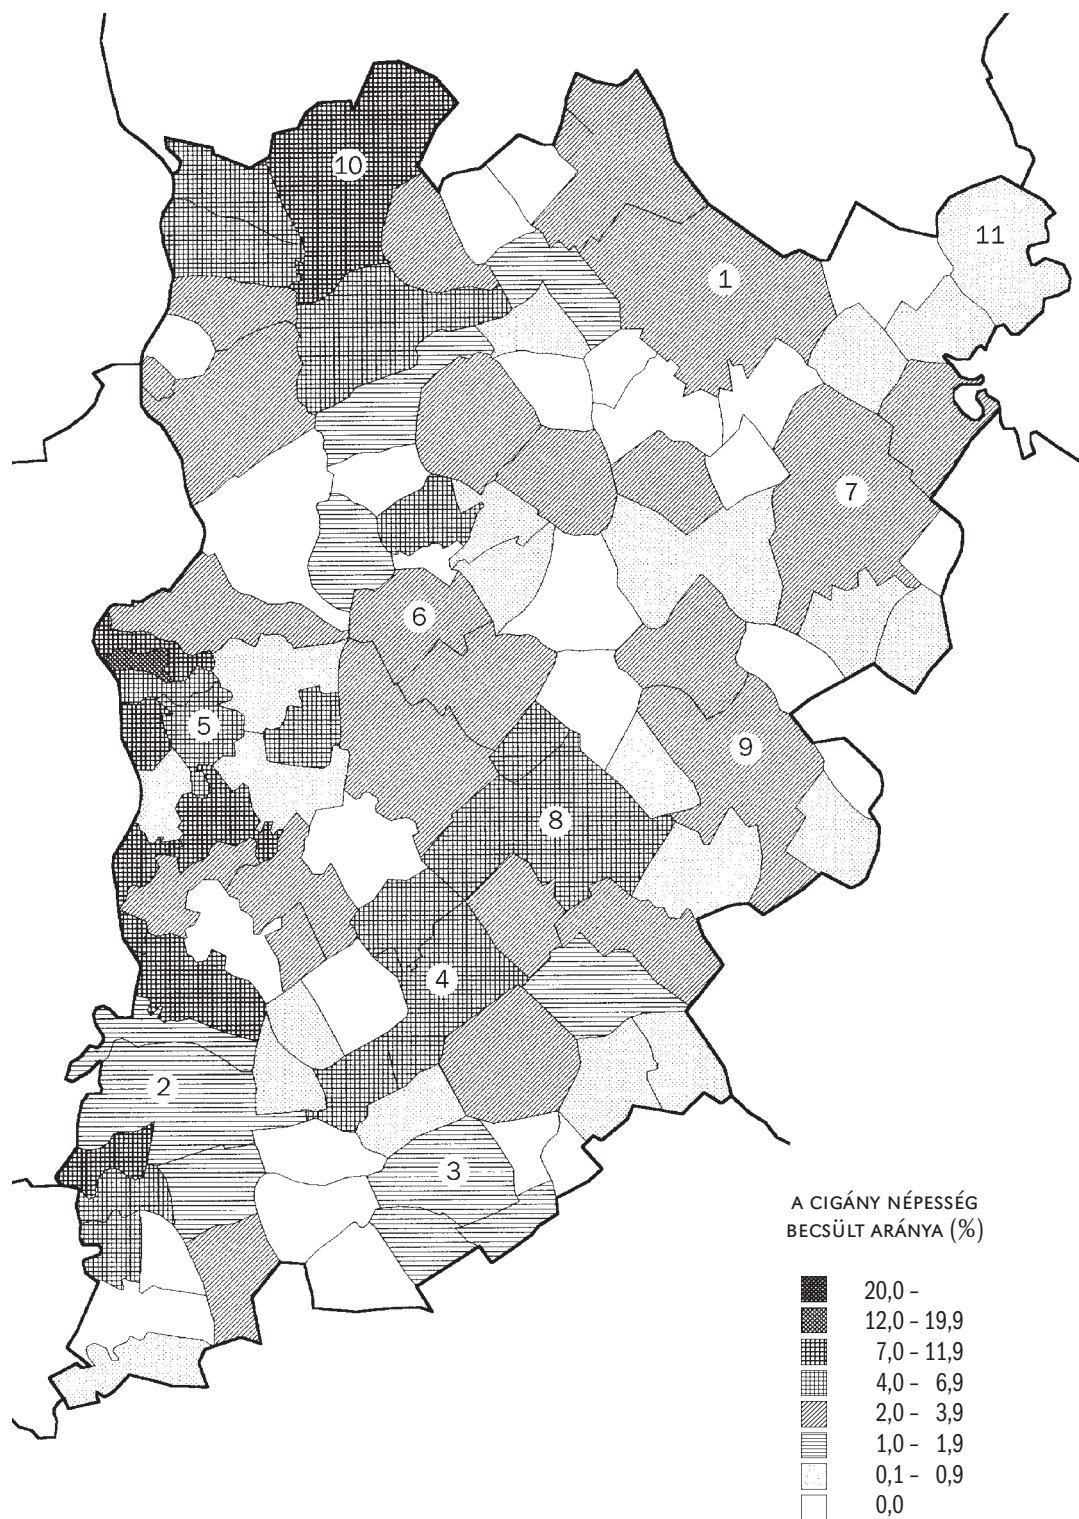 10
11
1
7
6
5
9
8
4
2
3
A CIGÁNY NÉPESSÉG
BECSÜLT ARÁNYA (%)
20,0 –
12,0 – 19,9
7,0 – 11,9
4,0 – 6,9
2,0 – 3,9
1,0 – 1,9
0,1 – 0,9
0,0